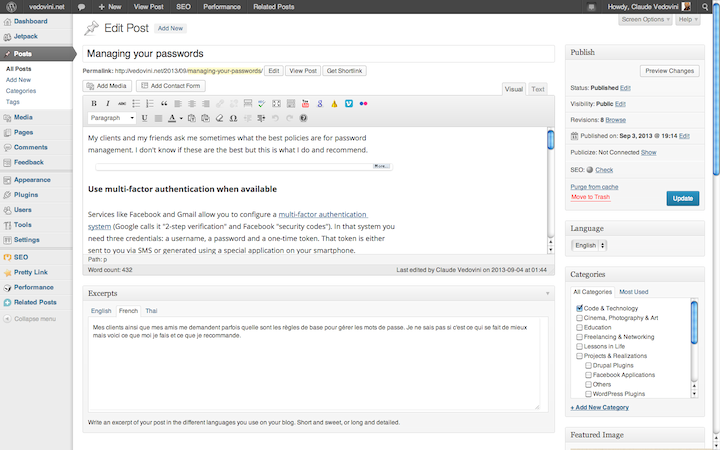 vedovini.net + New View Post SEO Performance Related Posts Howdy, Claude Vedovini
Screen Options Help
Dashboard
Jetpack
Posts
All Posts
Add New
Categories
Tags
Media
Pages
Comments
Feedback
Appearance
Plugins
Users
Tools
Settings
SEO
Pretty Link
Performance
Related Posts
Collapse menu
Edit Post Add New
Managing your passwords
Permalink: http://vedovini.net/2013/09/managing-your-passwords/ Edit View Post Get Shortlink
Add Media Add Contact Form Visual Text
B I ABC
Paragraph U A Ω
My clients and my friends ask me sometimes what the best policies are for password
management. I don't know if these are the best but this is what I do and recommend.
More...
Use multi-factor authentication when available
Services like Facebook and Gmail allow you to configure a multi-factor authentication
system (Google calls it "2-step verification" and Facebook "security codes"). In that system you
need three credentials: a username, a password and a one-time token. That token is either
sent to you via SMS or generated using a special application on your smartphone.
Path: p
Word count: 432 Last edited by Claude Vedovini on 2013-09-04 at 01:44
Excerpts
English French Thai
Mes clients ainsi que mes amis me demandent parfois quelle sont les règles de base pour gérer les mots de passe. Je ne sais pas si c'est ce qui se fait de mieux
mais voici ce que moi je fais et ce que je recommande.
Write an excerpt of your post in the different languages you use on your blog. Short and sweet, or long and detailed.
Publish
Preview Changes
Status: Published Edit
Visibility: Public Edit
Revisions: 8 Browse
Published on: Sep 3, 2013 @ 19:14 Edit
Publicize: Not Connected Show
SEO: Check
Purge from cache
Move to Trash Update
Language
English
Categories
All Categories Most Used
Code & Technology
Cinema, Photography & Art
Education
Freelancing & Networking
Lessons in Life
Projects & Realizations
Drupal Plugins
Facebook Applications
Others
WordPress Plugins
+ Add New Category
Featured Image